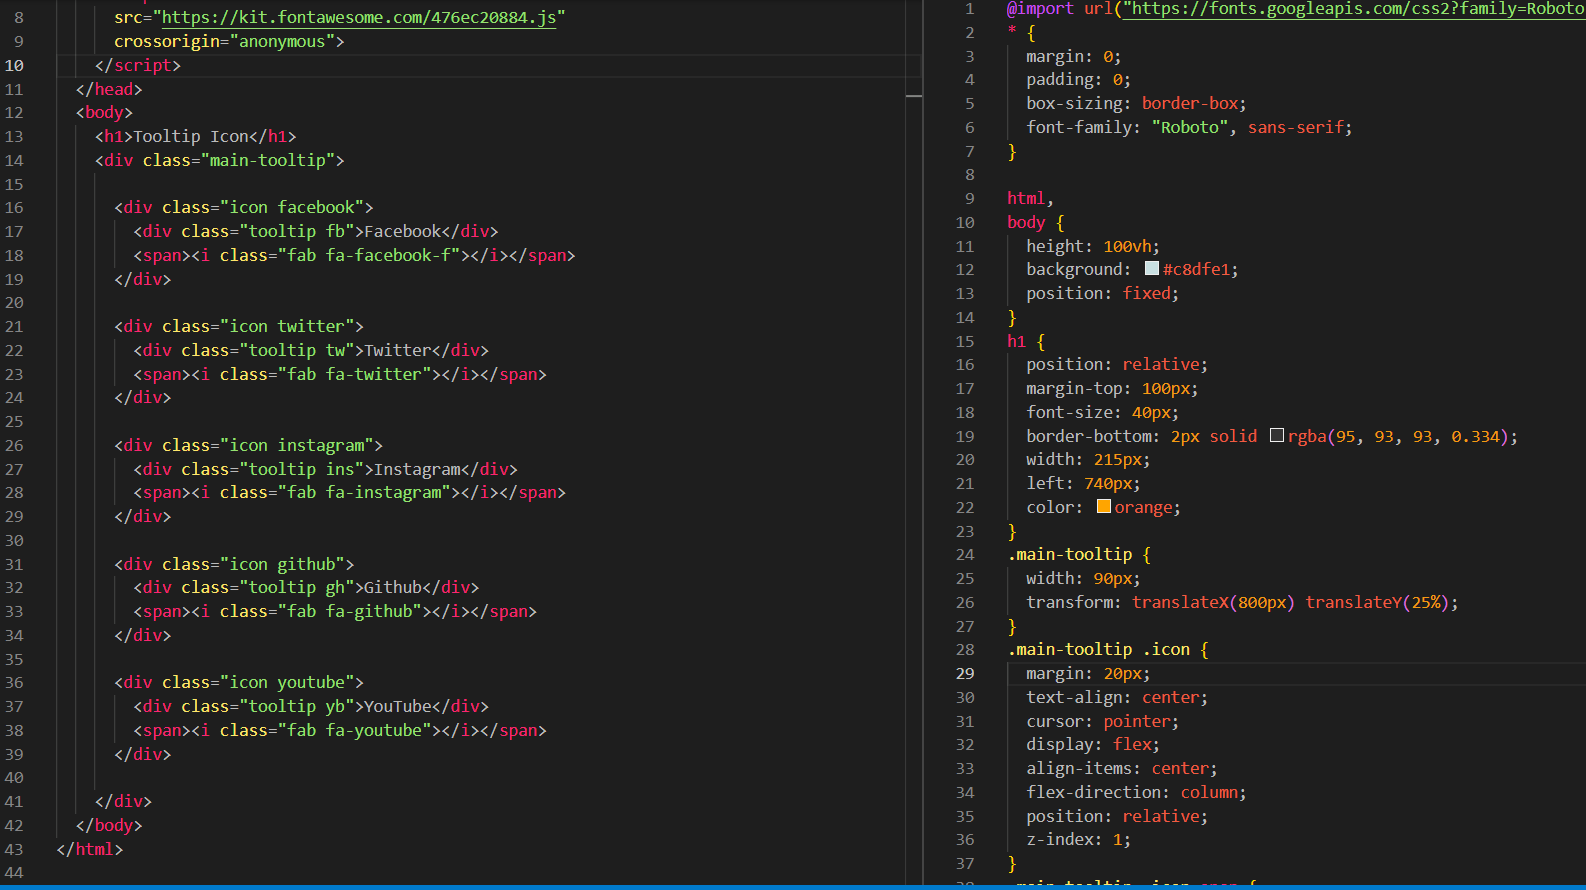 8 src="https://kit.fontawesome.com/476ec20884.js"
9 crossorigin="anonymous">
10 </script>
11 </head>
12 <body>
13 <h1>Tooltip Icon</h1>
14 <div class="main-tooltip">
15
16 <div class="icon facebook">
17 <div class="tooltip fb">Facebook</div>
18 <span><i class="fab fa-facebook-f"></i></span>
19 </div>
20
21 <div class="icon twitter">
22 <div class="tooltip tw">Twitter</div>
23 <span><i class="fab fa-twitter"></i></span>
24 </div>
25
26 <div class="icon instagram">
27 <div class="tooltip ins">Instagram</div>
28 <span><i class="fab fa-instagram"></i></span>
29 </div>
30
31 <div class="icon github">
32 <div class="tooltip gh">Github</div>
33 <span><i class="fab fa-github"></i></span>
34 </div>
35
36 <div class="icon youtube">
37 <div class="tooltip yb">YouTube</div>
38 <span><i class="fab fa-youtube"></i></span>
39 </div>
40
41 </div>
42 </body>
43 </html>
44
1 @import url("https://fonts.googleapis.com/css2?family=Roboto
2 * {
3 margin: 0;
4 padding: 0;
5 box-sizing: border-box;
6 font-family: "Roboto", sans-serif;
7 }
8
9 html,
10 body {
11 height: 100vh;
12 background: #c8dfe1;
13 position: fixed;
14 }
15 h1 {
16 position: relative;
17 margin-top: 100px;
18 font-size: 40px;
19 border-bottom: 2px solid rgba(95, 93, 93, 0.334);
20 width: 215px;
21 left: 740px;
22 color: orange;
23 }
24 .main-tooltip {
25 width: 90px;
26 transform: translateX(800px) translateY(25%);
27 }
28 .main-tooltip .icon {
29 margin: 20px;
30 text-align: center;
31 cursor: pointer;
32 display: flex;
33 align-items: center;
34 flex-direction: column;
35 position: relative;
36 z-index: 1;
37 }